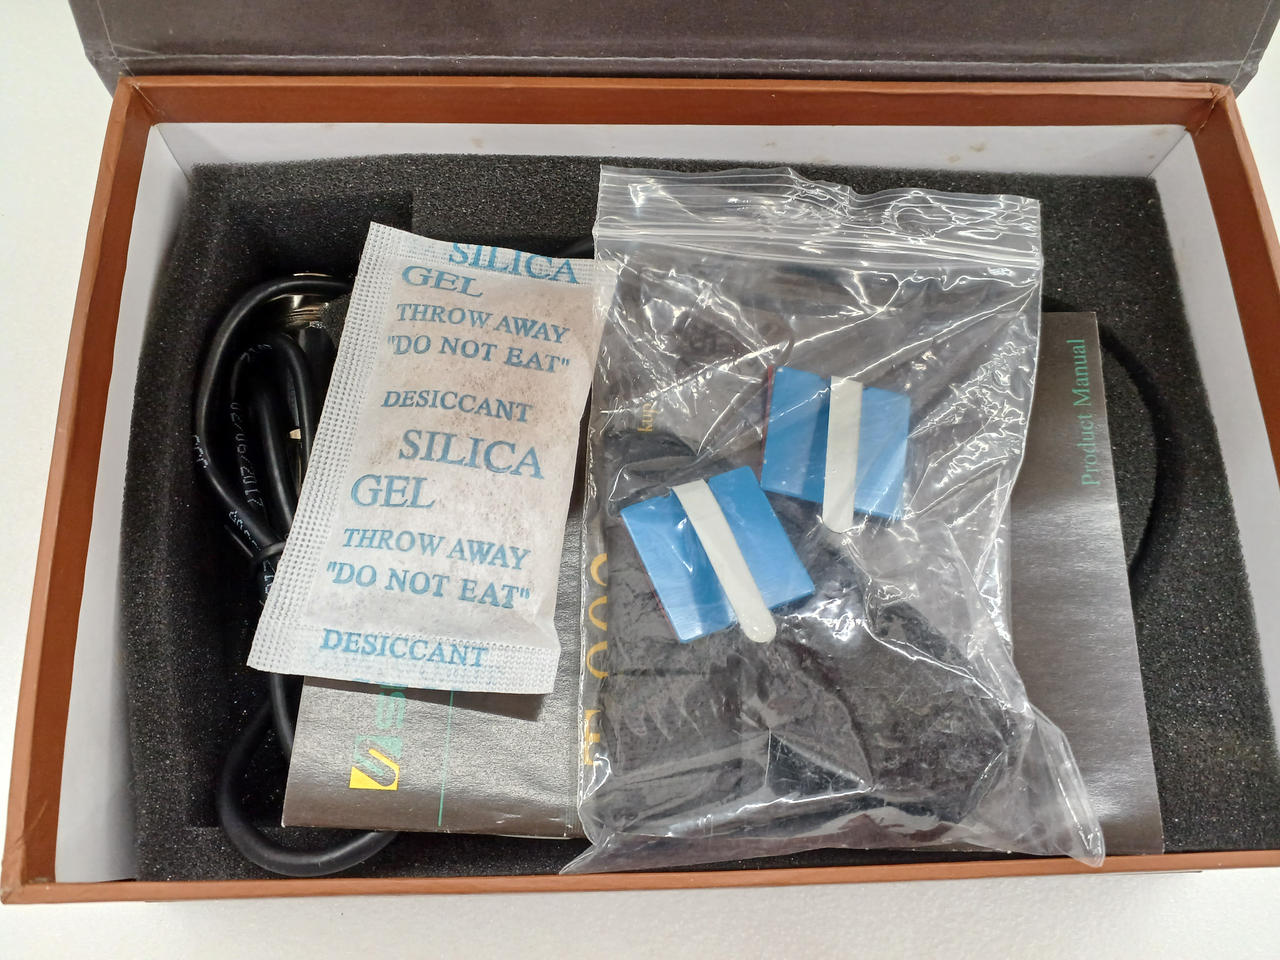 SILICA
GEL
THROW AWAY
"DO NOT EAT"
DESICCANT
SILICA
GEL
THROW AWAY
"DO NOT EAT"
DESICCANT
Product Manual